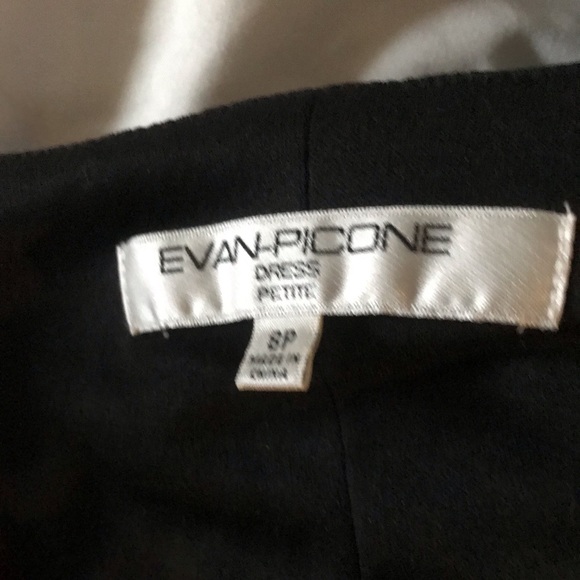 EVAN-PICONE
DRESS
PETITE
8P
MADE IN
CHINA